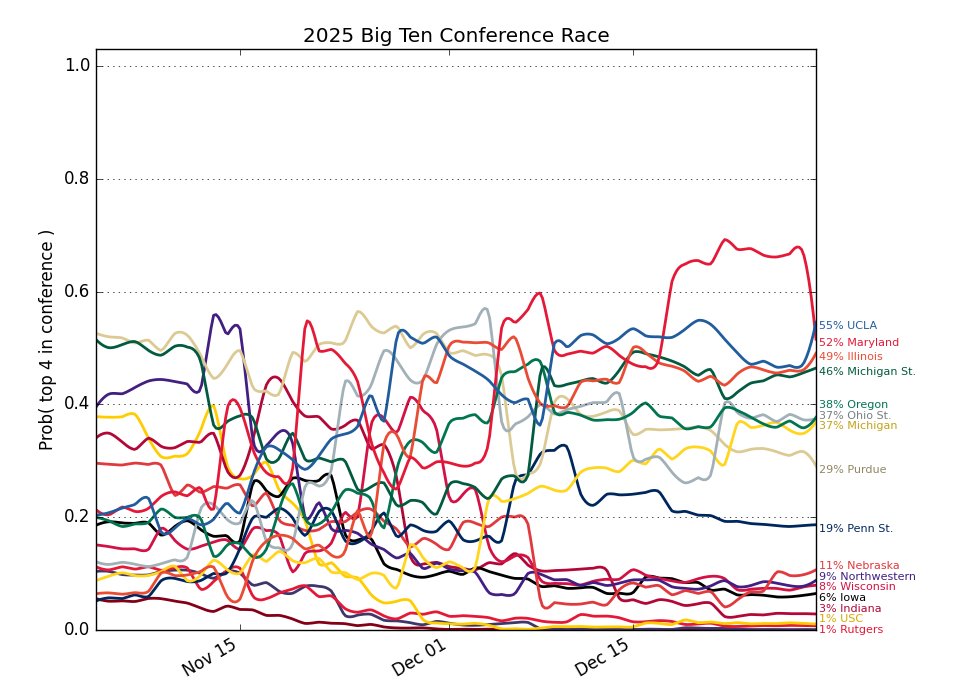 2025 Big Ten Conference Race
Prob( top 4 in conference )
1.0
0.8
0.6
0.4
0.2
0.0
Nov 15
Dec 01
Dec 15
55% UCLA
52% Maryland
49% Illinois
46% Michigan St.
38% Oregon
37% Ohio St.
37% Michigan
29% Purdue
19% Penn St.
11% Nebraska
9% Northwestern
8% Wisconsin
6% Iowa
3% Indiana
1% USC
1% Rutgers